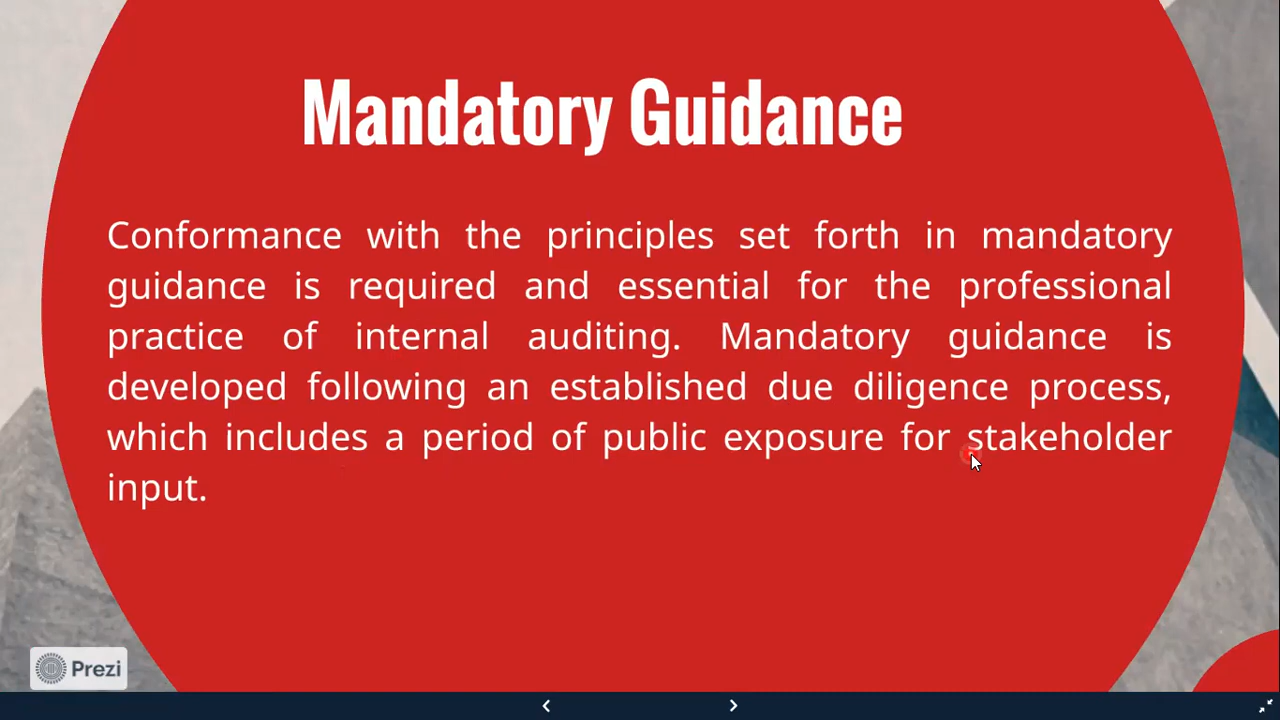 Mandatory Guidance
Conformance with the principles set forth in mandatory
guidance is required and essential for the professional
practice of internal auditing. Mandatory guidance is
developed following an established due diligence process,
which includes a period of public exposure for stakeholder
input.
Prezi